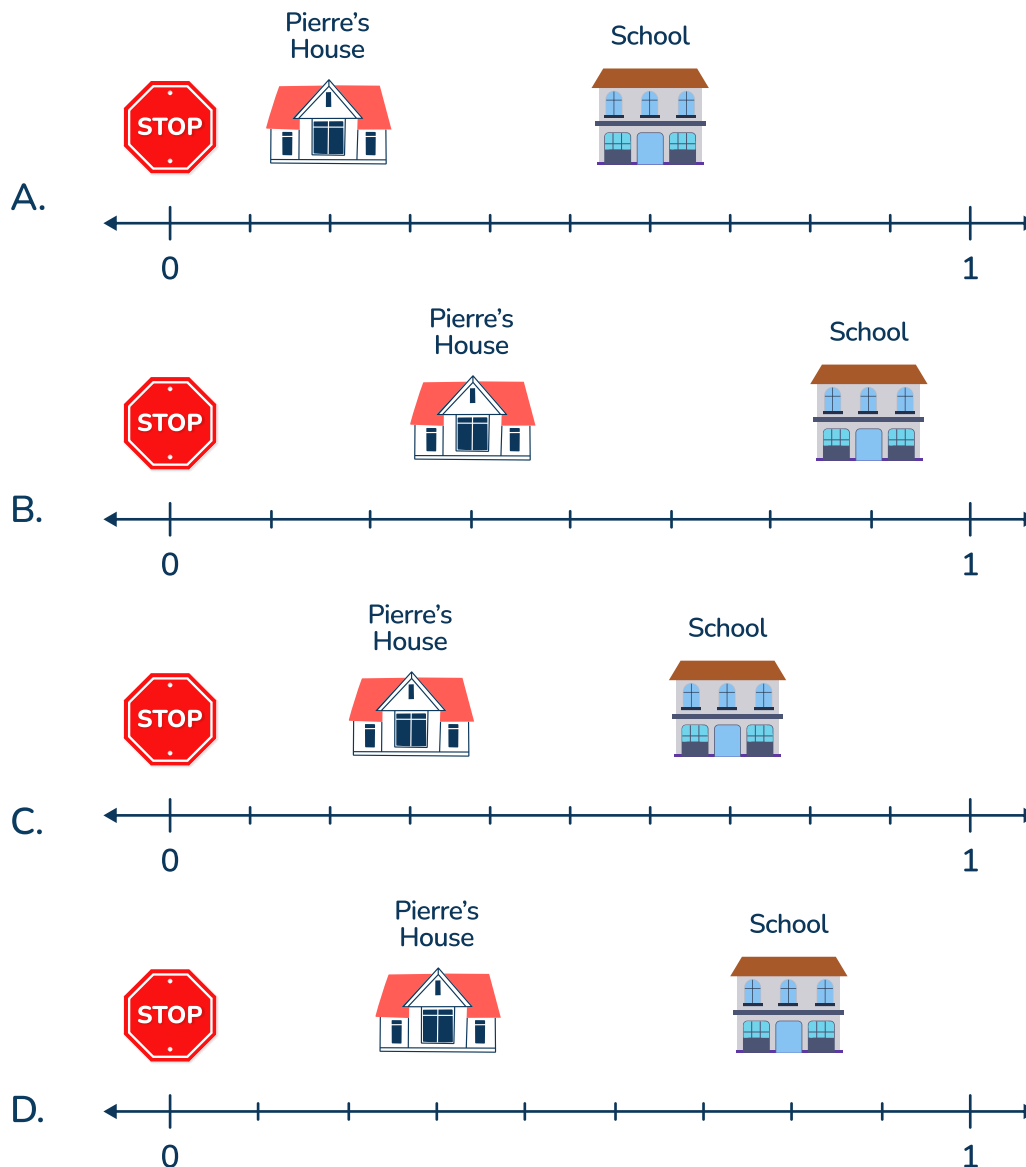 Pierre's
House
School
STOP
A.
0 1
Pierre's
House
School
STOP
B.
0 1
Pierre's
House
School
STOP
C.
0 1
Pierre's
House
School
STOP
D.
0 1